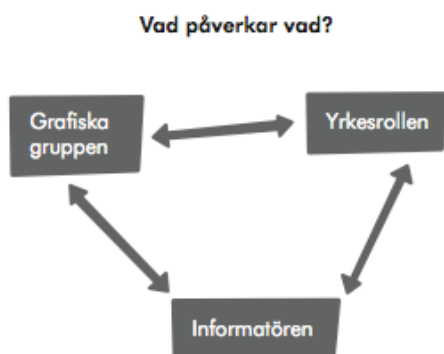 Vad påverkar vad?
Grafiska
gruppen
Yrkesrollen
Informatören